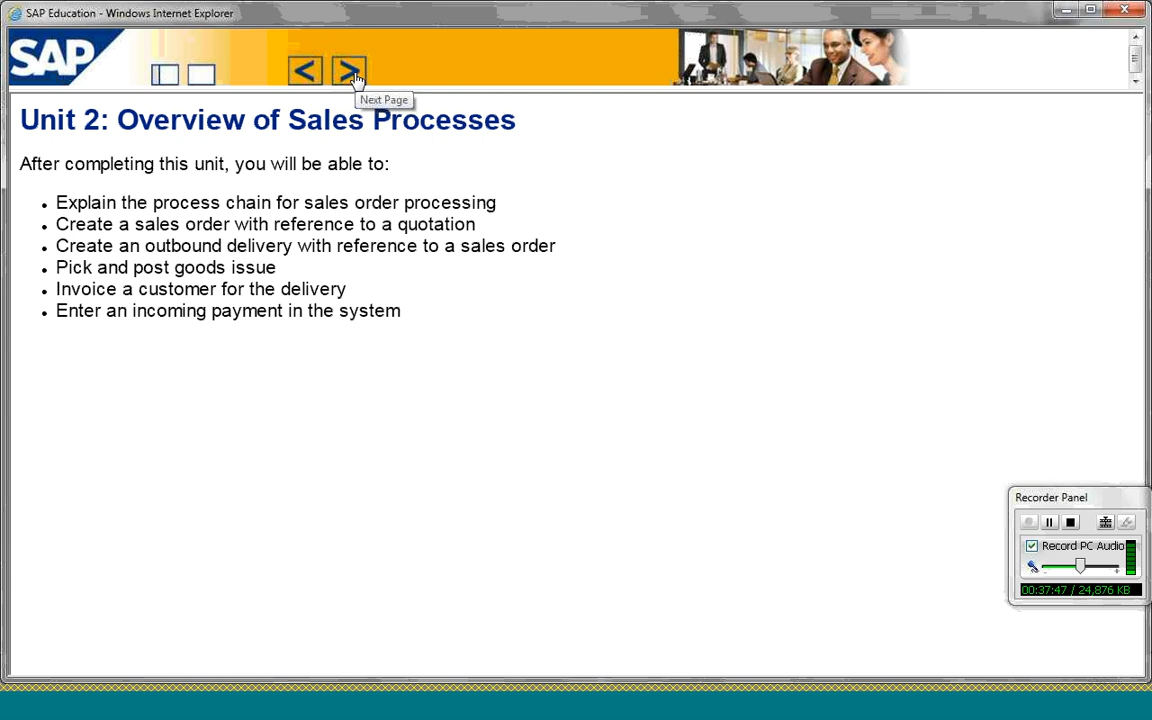 SAP Education - Windows Internet Explorer
SAP
Next Page
Unit 2: Overview of Sales Processes
After completing this unit, you will be able to:
Explain the process chain for sales order processing
Create a sales order with reference to a quotation
Create an outbound delivery with reference to a sales order
Pick and post goods issue
Invoice a customer for the delivery
Enter an incoming payment in the system
Recorder Panel
Record PC Audio
00:37:47 / 24,876 KB